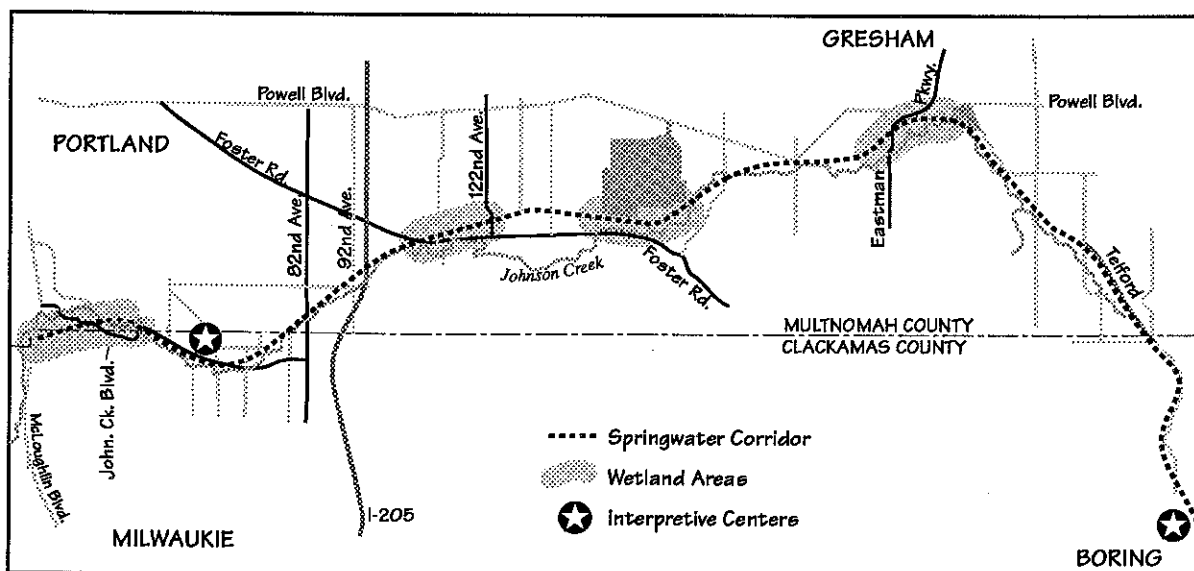 GRESHAM
Powell Blvd.
Pkwy.
Powell Blvd.
PORTLAND
Foster Rd.
82nd Ave.
92nd Ave.
122nd Ave.
Eastman
Johnson Creek
Foster Rd.
Telford
MULTNOMAH COUNTY
CLACKAMAS COUNTY
John. Ck. Blvd.
McLoughlin Blvd.
Springwater Corridor
Wetland Areas
Interpretive Centers
I-205
MILWAUKIE
BORING